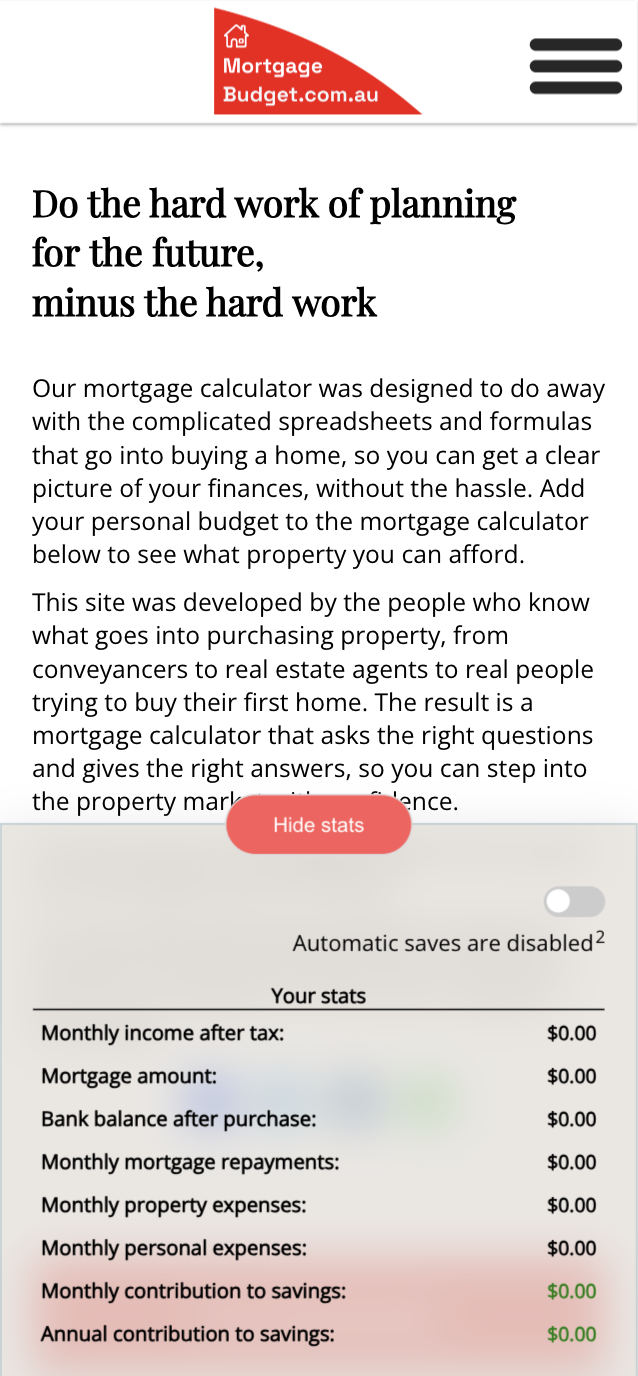 Mortgage
Budget.com.au
Do the hard work of planning
for the future,
minus the hard work
Our mortgage calculator was designed to do away
with the complicated spreadsheets and formulas
that go into buying a home, so you can get a clear
picture of your finances, without the hassle. Add
your personal budget to the mortgage calculator
below to see what property you can afford.
This site was developed by the people who know
what goes into purchasing property, from
conveyancers to real estate agents to real people
trying to buy their first home. The result is a
mortgage calculator that asks the right questions
and gives the right answers, so you can step into
the property
Hide stats
Automatic saves are disabled2
Your stats
Monthly income after tax: $0.00
Mortgage amount: $0.00
Bank balance after purchase: $0.00
Monthly mortgage repayments: $0.00
Monthly property expenses: $0.00
Monthly personal expenses: $0.00
Monthly contribution to savings: $0.00
Annual contribution to savings: $0.00